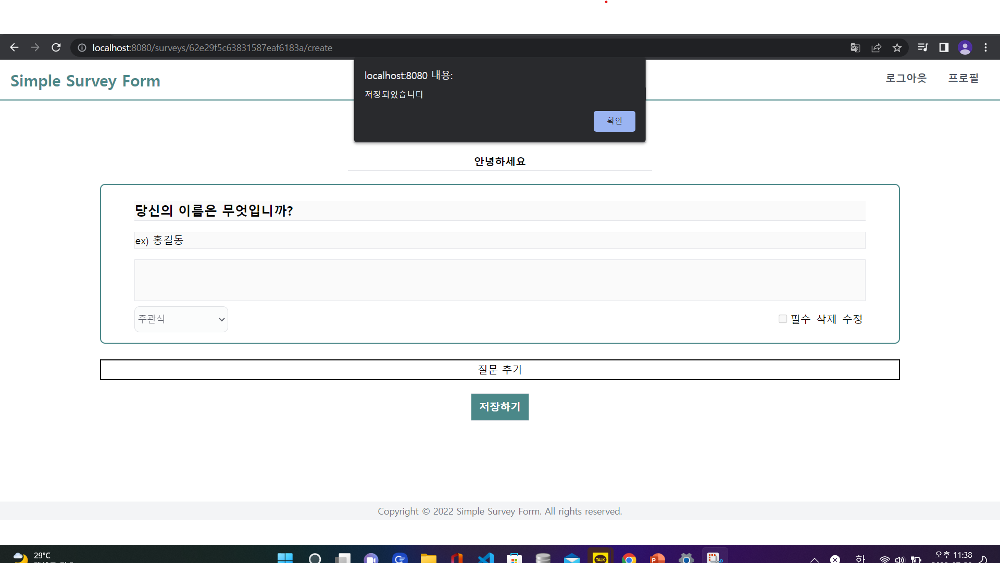 localhost:8080/surveys/62e29f5c63831587eaf6183a/create
Simple Survey Form
로그아웃 프로필
localhost:8080 내용:
저장되었습니다
확인
안녕하세요
당신의 이름은 무엇입니까?
ex) 홍길동
주관식
필수 삭제 수정
질문 추가
저장하기
Copyright © 2022 Simple Survey Form. All rights reserved.
29°C
TALK
한
오후 11:38